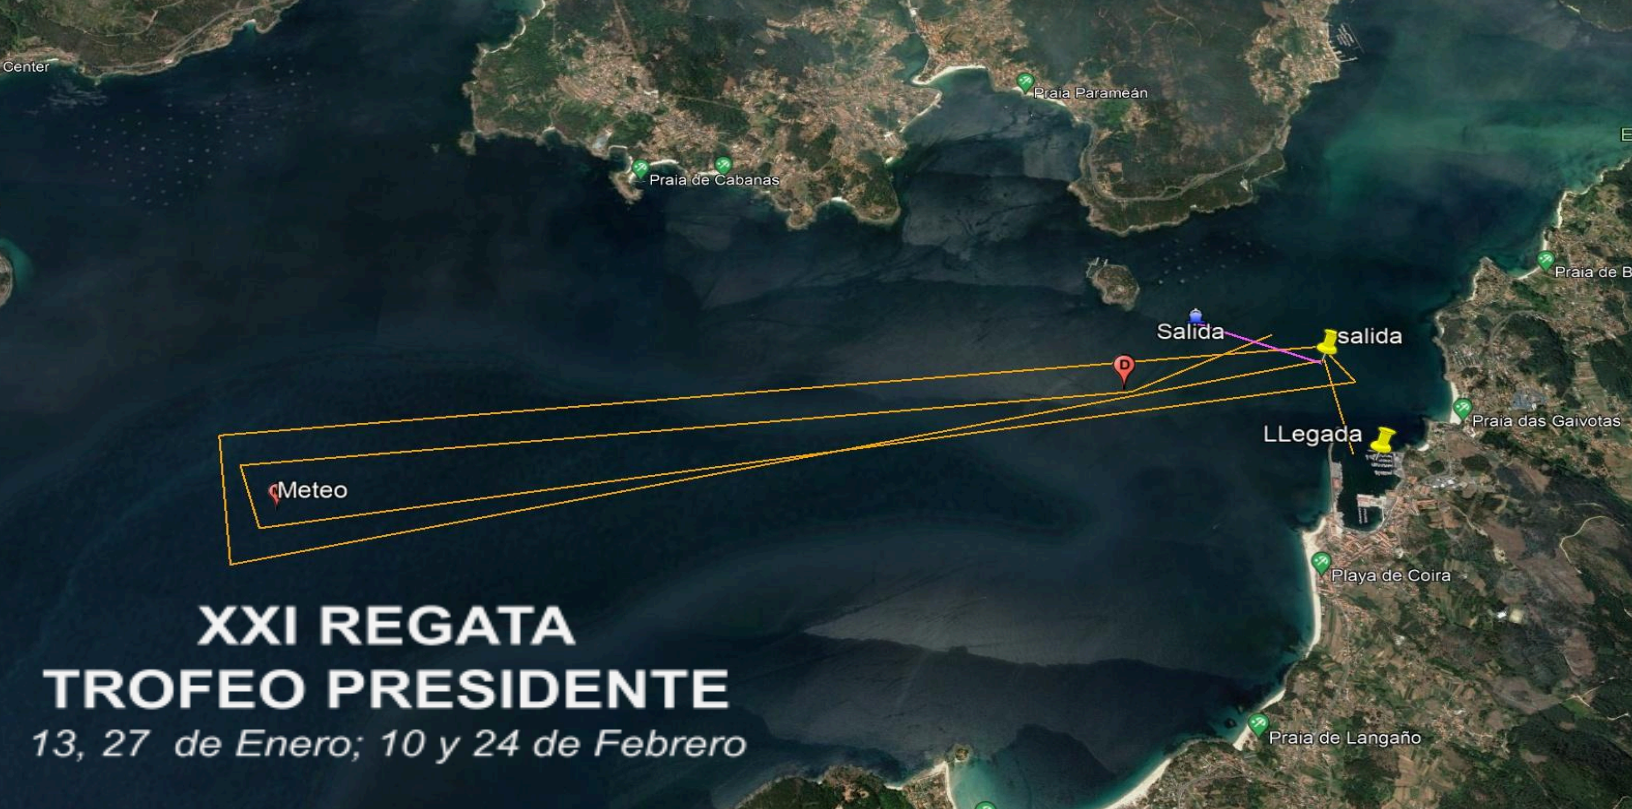 Center
Praia Parameán
Praia de Cabanas
E
Praia de B
Salida
salida
D
Praia das Gaivotas
LLegada
Meteo
Playa de Coira
XXI REGATA
TROFEO PRESIDENTE
13, 27 de Enero; 10 y 24 de Febrero
Praia de Langaño